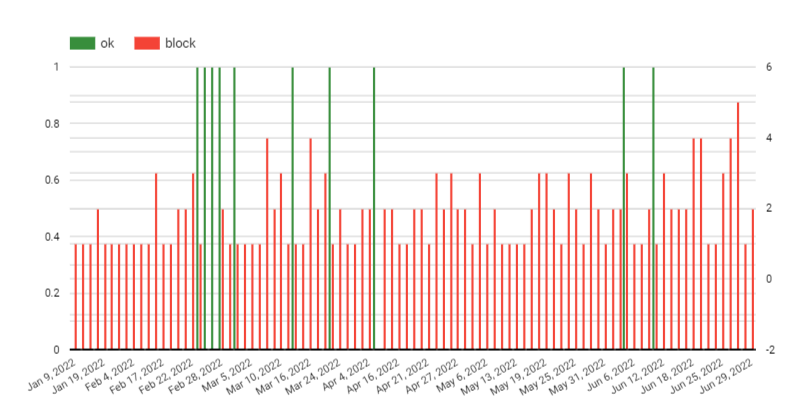 ok block
1
0.8
0.6
0.4
0.2
0
6
4
2
0
-2
Jan 9, 2022
Jan 19, 2022
Feb 4, 2022
Feb 17, 2022
Feb 22, 2022
Feb 28, 2022
Mar 5, 2022
Mar 10, 2022
Mar 16, 2022
Mar 24, 2022
Apr 4, 2022
Apr 16, 2022
Apr 21, 2022
Apr 27, 2022
May 6, 2022
May 13, 2022
May 19, 2022
May 25, 2022
May 31, 2022
Jun 6, 2022
Jun 12, 2022
Jun 18, 2022
Jun 25, 2022
Jun 29, 2022